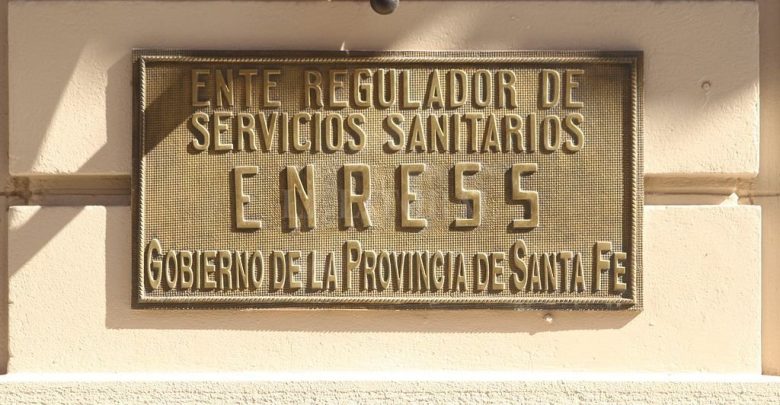 ENTE REGULADOR DE
SERVICIOS SANITARIOS
ENRESS
GOBIERNO DE LA PROVINCIA DE SANTA FE